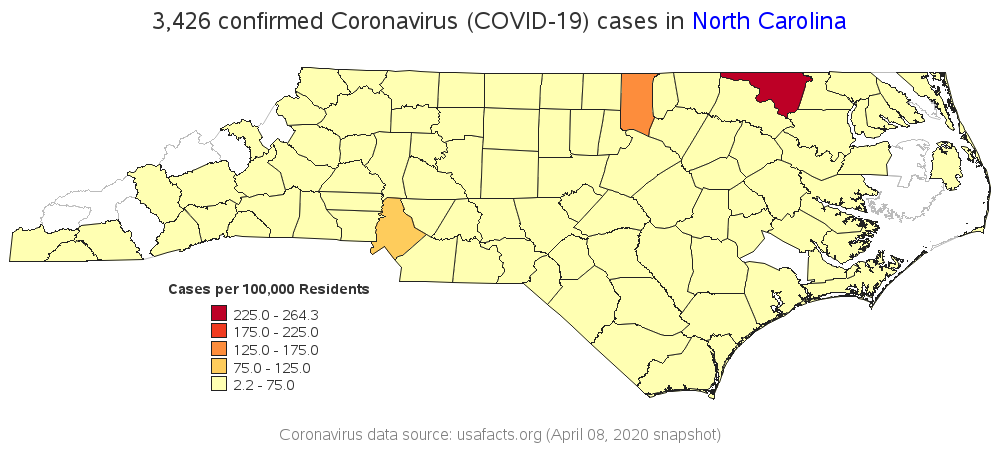 3,426 confirmed Coronavirus (COVID-19) cases in North Carolina
Cases per 100,000 Residents
225.0 - 264.3
175.0 - 225.0
125.0 - 175.0
75.0 - 125.0
2.2 - 75.0
Coronavirus data source: usafacts.org (April 08, 2020 snapshot)